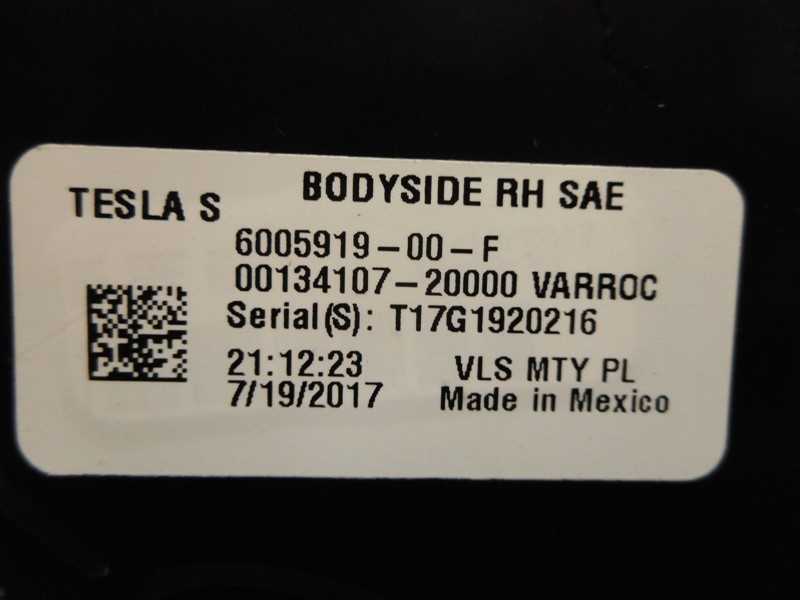 TESLA S BODYSIDE RH SAE
6005919-00-F
00134107-20000 VARROC
Serial(S): T17G1920216
21:12:23 VLS MTY PL
7/19/2017 Made in Mexico